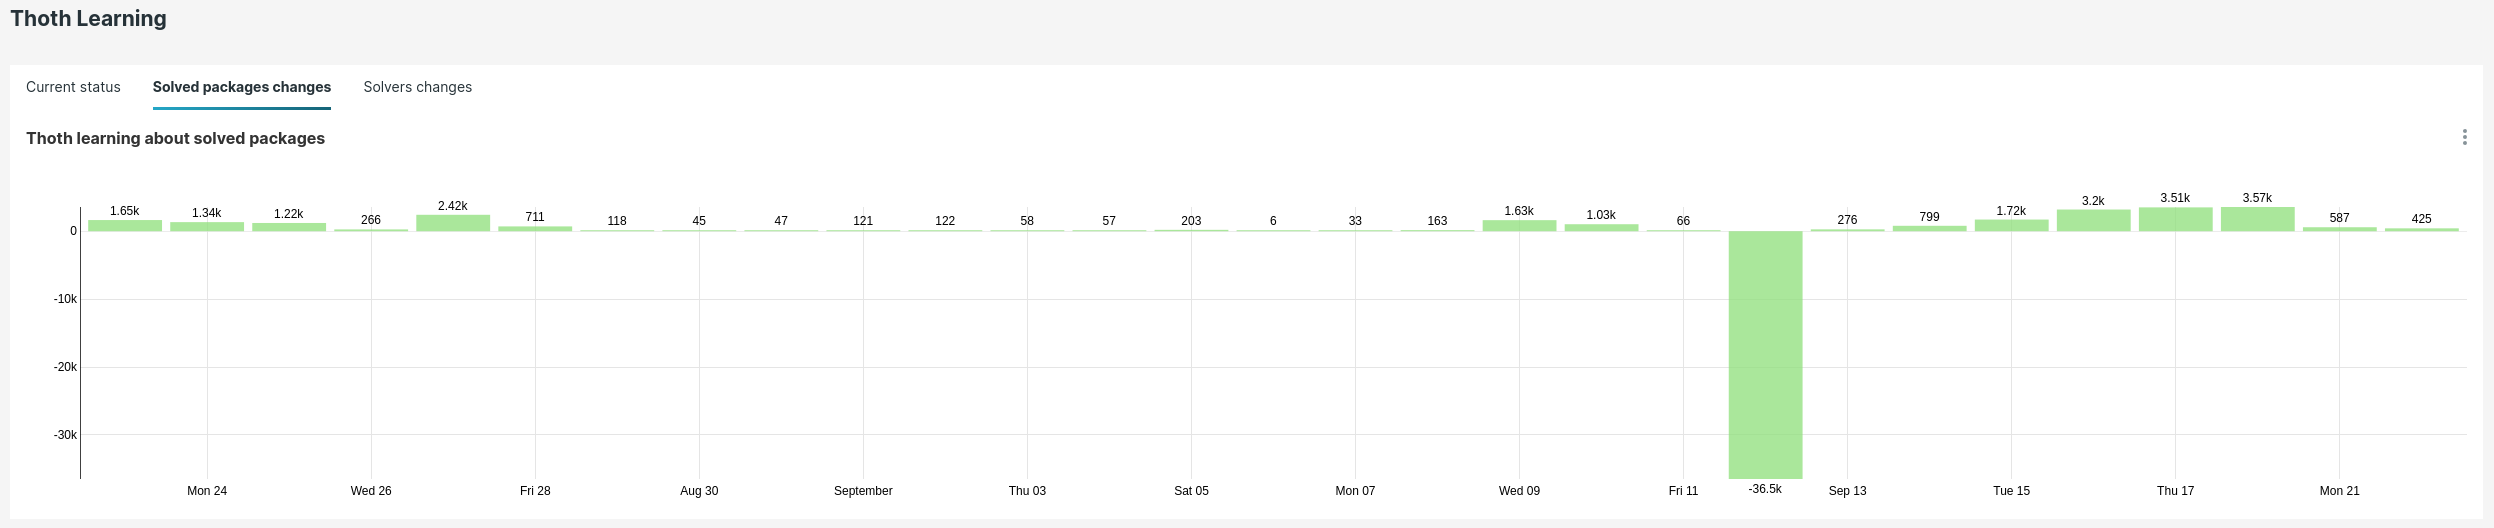 Thoth Learning
Current status Solved packages changes Solvers changes
Thoth learning about solved packages
1.65k 1.34k 1.22k 266 2.42k 711 118 45 47 121 122 58 57 203 6 33 163 1.63k 1.03k 66 276 799 1.72k 3.2k 3.51k 3.57k 587 425
0
-10k
-20k
-30k
-36.5k
Mon 24 Wed 26 Fri 28 Aug 30 September Thu 03 Sat 05 Mon 07 Wed 09 Fri 11 Sep 13 Tue 15 Thu 17 Mon 21